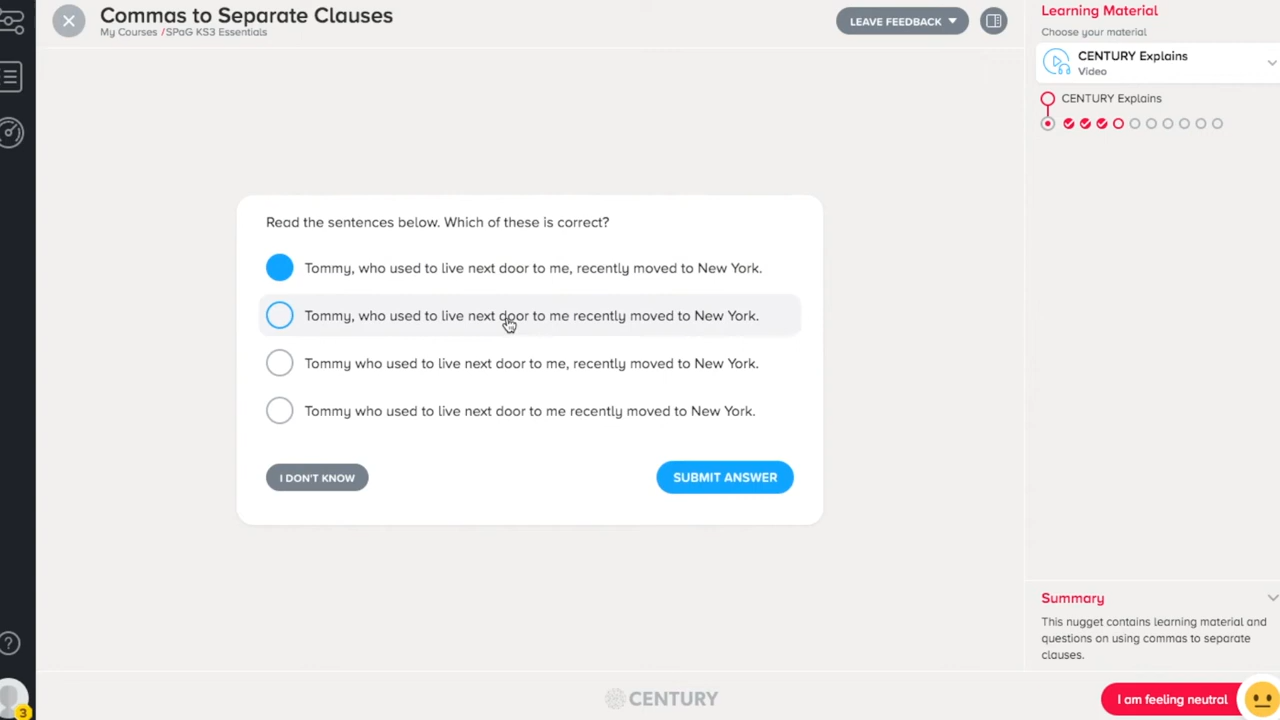 Commas to Separate Clauses
My Courses /SPaG KS3 Essentials
LEAVE FEEDBACK
Learning Material
Choose your material
CENTURY Explains
Video
CENTURY Explains
Read the sentences below. Which of these is correct?
Tommy, who used to live next door to me, recently moved to New York.
Tommy, who used to live next door to me recently moved to New York.
Tommy who used to live next door to me, recently moved to New York.
Tommy who used to live next door to me recently moved to New York.
I DON'T KNOW
SUBMIT ANSWER
Summary
This nugget contains learning material and
questions on using commas to separate
clauses.
?
3
CENTURY
I am feeling neutral